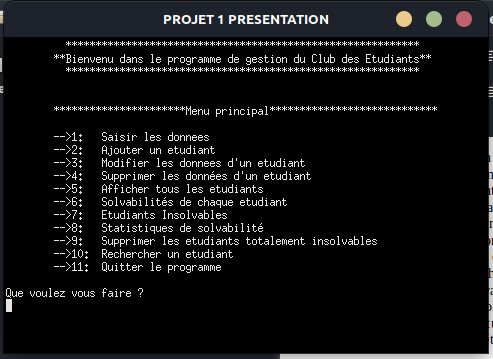 PROJET 1 PRESENTATION
***********************************************************
**Bienvenu dans le programme de gestion du Club des Etudiants**
***********************************************************
**********************Menu principal****************************
-->1: Saisir les donnees
-->2: Ajouter un etudiant
-->3: Modifier les donnees d'un etudiant
-->4: Supprimer les données d'un etudiant
-->5: Afficher tous les etudiants
-->6: Solvabilités de chaque etudiant
-->7: Etudiants Insolvables
-->8: Statistiques de solvabilité
-->9: Supprimer les etudiants totalement insolvables
-->10: Rechercher un etudiant
-->11: Quitter le programme
Que voulez vous faire ?